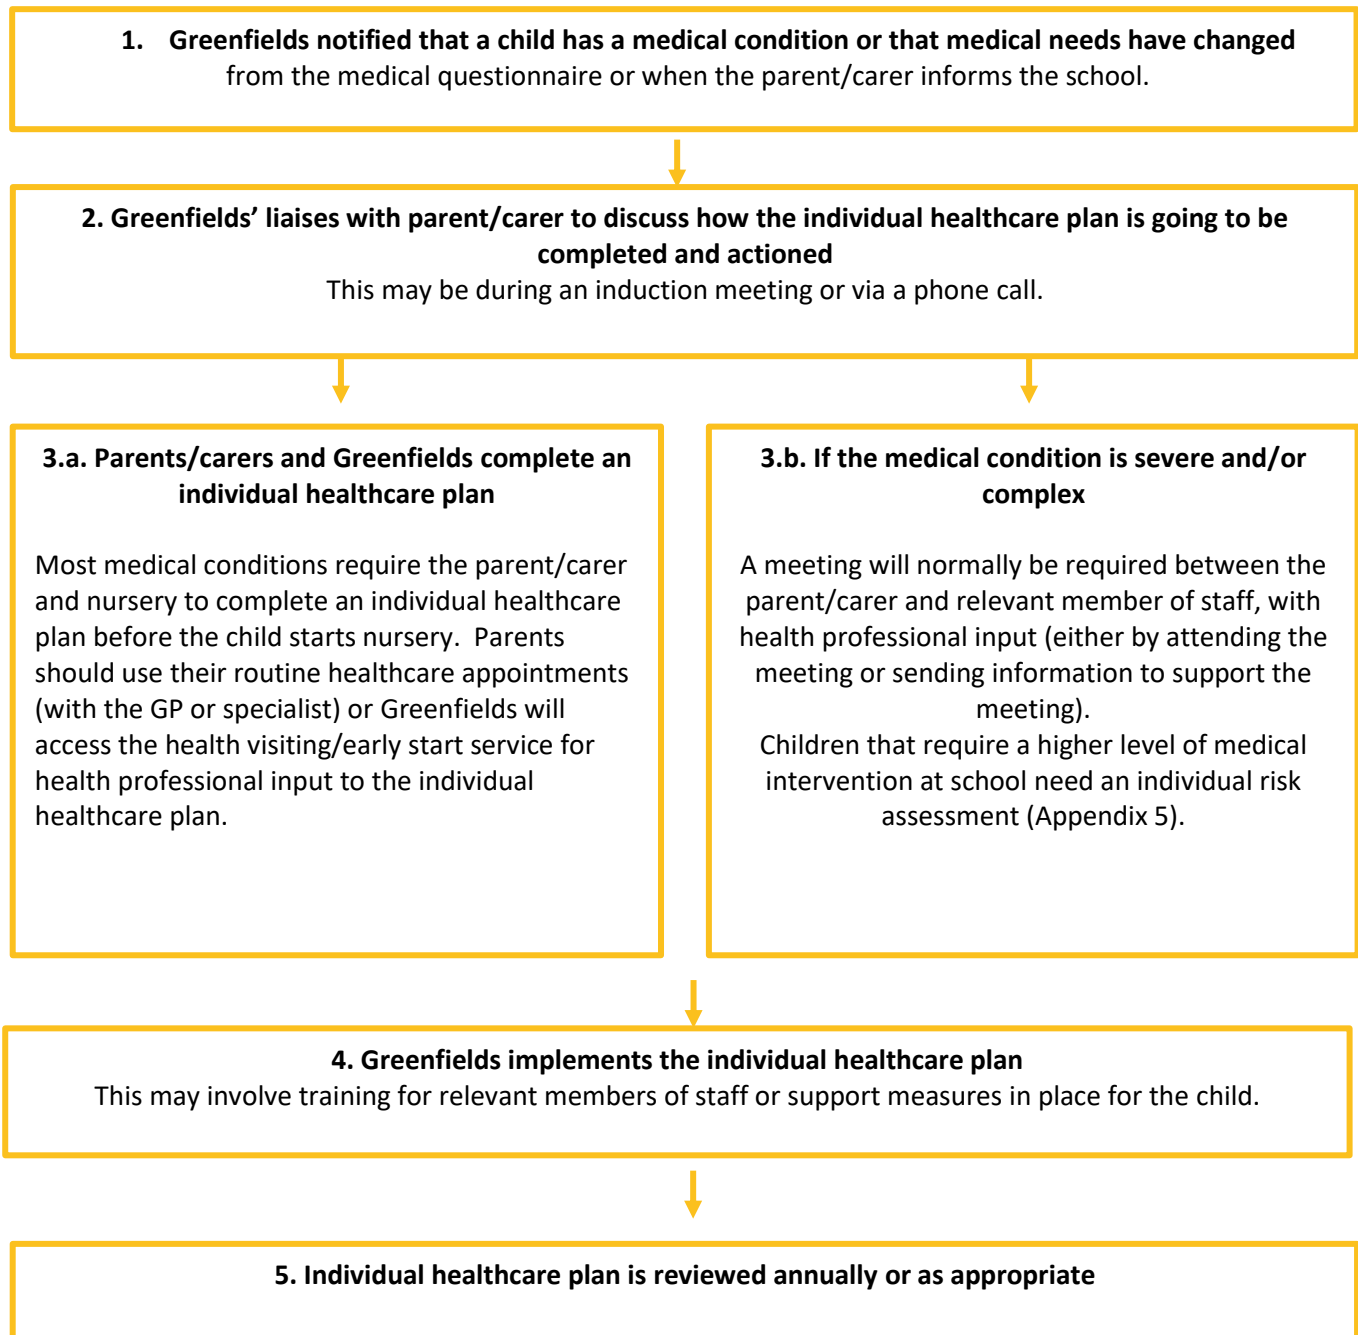 1. Greenfields notified that a child has a medical condition or that medical needs have changed
from the medical questionnaire or when the parent/carer informs the school.
2. Greenfields’ liaises with parent/carer to discuss how the individual healthcare plan is going to be
completed and actioned
This may be during an induction meeting or via a phone call.
3.a. Parents/carers and Greenfields complete an
individual healthcare plan
Most medical conditions require the parent/carer
and nursery to complete an individual healthcare
plan before the child starts nursery. Parents
should use their routine healthcare appointments
(with the GP or specialist) or Greenfields will
access the health visiting/early start service for
health professional input to the individual
healthcare plan.
3.b. If the medical condition is severe and/or
complex
A meeting will normally be required between the
parent/carer and relevant member of staff, with
health professional input (either by attending the
meeting or sending information to support the
meeting).
Children that require a higher level of medical
intervention at school need an individual risk
assessment (Appendix 5).
4. Greenfields implements the individual healthcare plan
This may involve training for relevant members of staff or support measures in place for the child.
5. Individual healthcare plan is reviewed annually or as appropriate